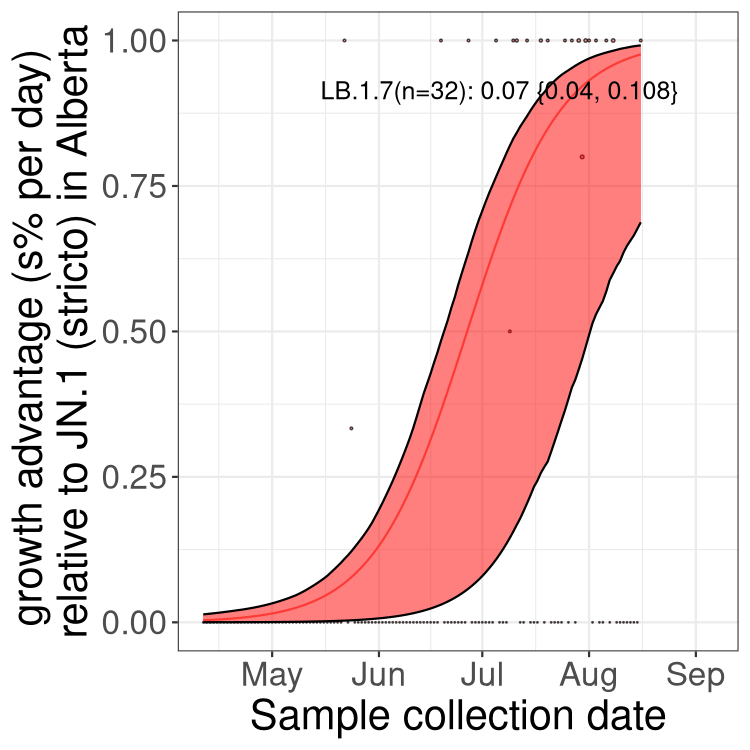 growth advantage (s% per day)
relative to JN.1 (stricto) in Alberta
1.00
0.75
0.50
0.25
0.00
LB.1.7(n=32): 0.07 {0.04, 0.108}
May Jun Jul Aug Sep
Sample collection date